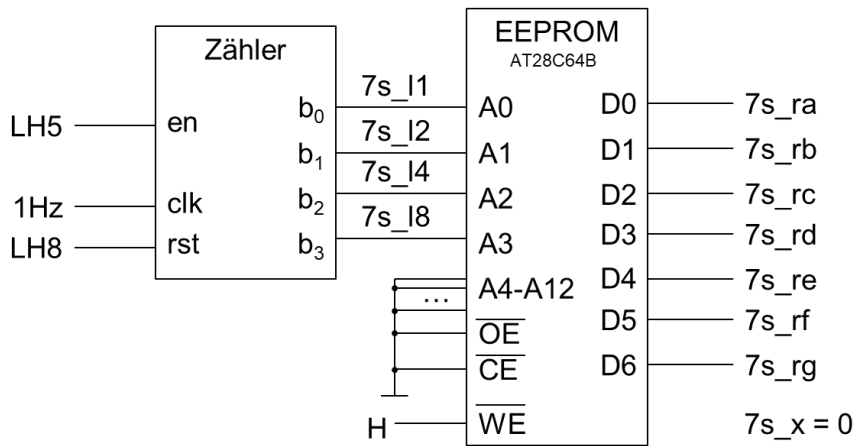 EEPROM
AT28C64B
Zähler
LH5
en
1Hz
clk
LH8
rst
b0
b1
b2
b3
7s_l1
7s_l2
7s_l4
7s_l8
A0
A1
A2
A3
...
A4-A12
OE
CE
H
WE
D0
D1
D2
D3
D4
D5
D6
7s_ra
7s_rb
7s_rc
7s_rd
7s_re
7s_rf
7s_rg
7s_x = 0